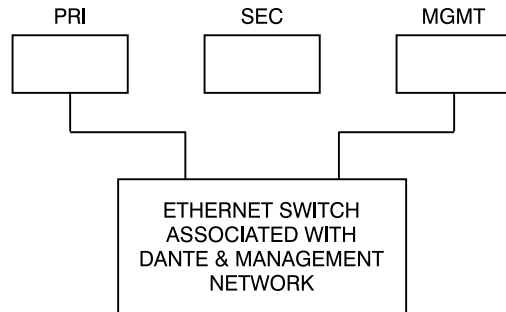 PRI SEC MGMT
ETHERNET SWITCH
ASSOCIATED WITH
DANTE & MANAGEMENT
NETWORK